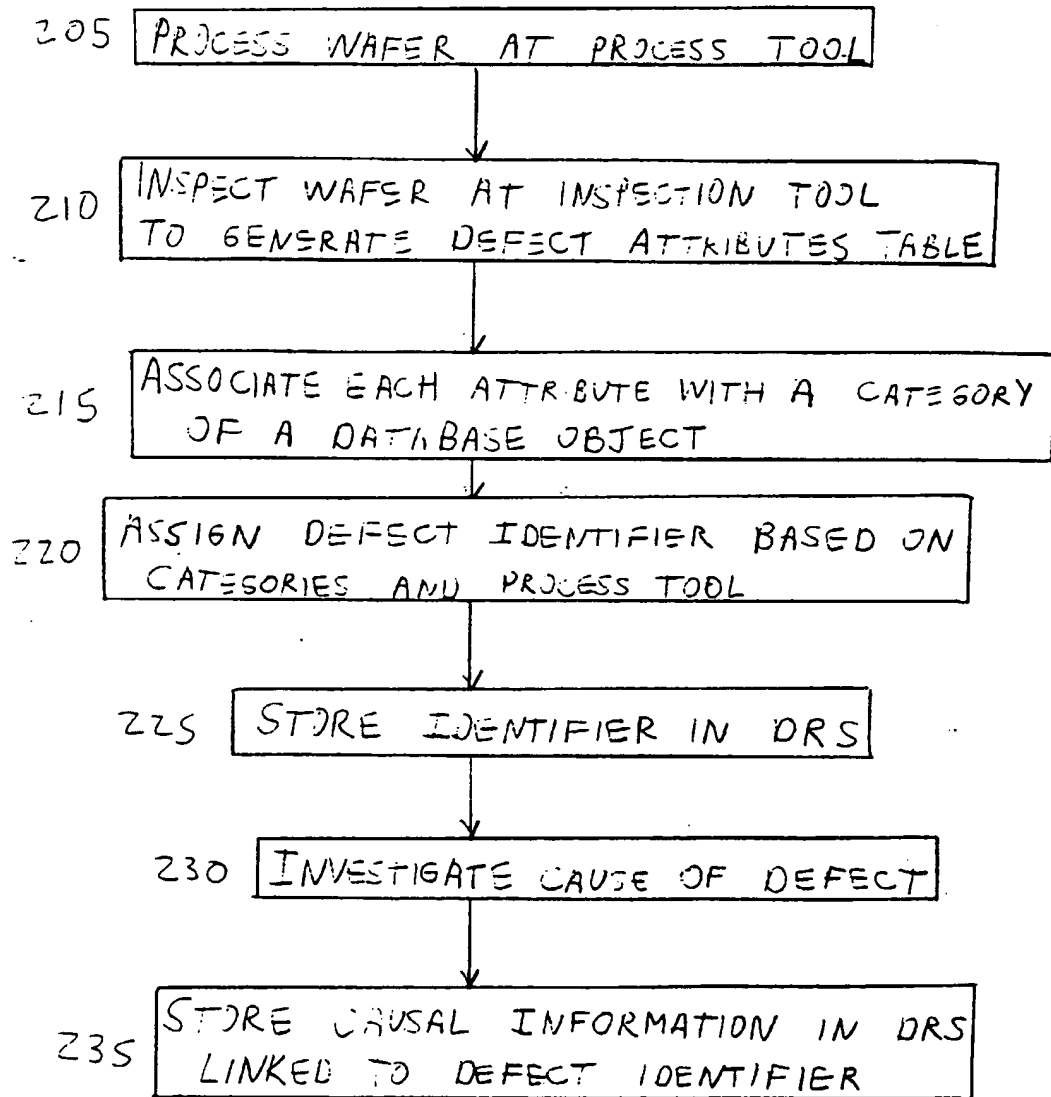 205 PROCESS WAFER AT PROCESS TOOL
210 INSPECT WAFER AT INSPECTION TOOL
TO GENERATE DEFECT ATTRIBUTES TABLE
215 ASSOCIATE EACH ATTRIBUTE WITH A CATEGORY
OF A DATABASE OBJECT
220 ASSIGN DEFECT IDENTIFIER BASED ON
CATEGORIES AND PROCESS TOOL
225 STORE IDENTIFIER IN DRS
230 INVESTIGATE CAUSE OF DEFECT
235 STORE CAUSAL INFORMATION IN DRS
LINKED TO DEFECT IDENTIFIER